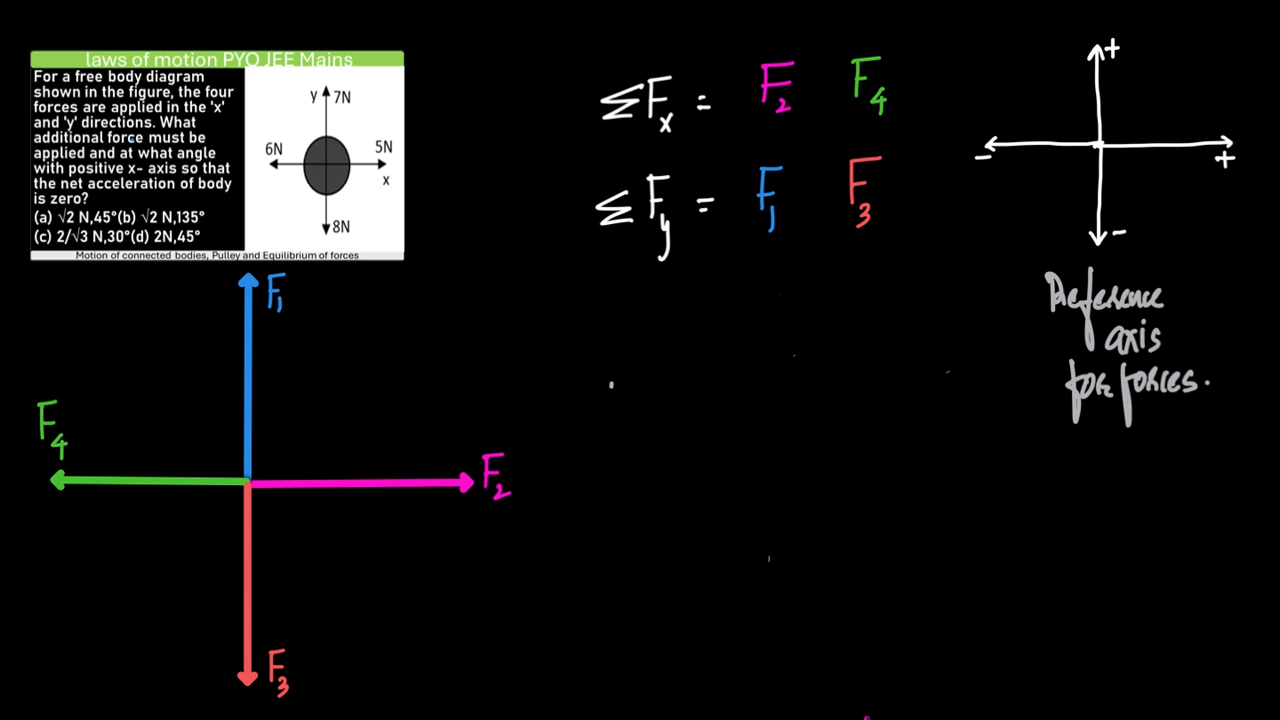 laws of motion PYQ JEE Mains
For a free body diagram
shown in the figure, the four
forces are applied in the 'x'
and 'y' directions. What
additional force must be
applied and at what angle
with positive x- axis so that
the net acceleration of body
is zero?
(a) √2 N,45°(b) √2 N,135°
(c) 2/√3 N,30°(d) 2N,45°
y 7N
6N 5N
x
8N
Motion of connected bodies, Pulley and Equilibrium of forces
ΣFx = F2 F4
ΣFy = F1 F3
+
- +
-
Reference
axis
for forces.
F1
F4
F2
F3